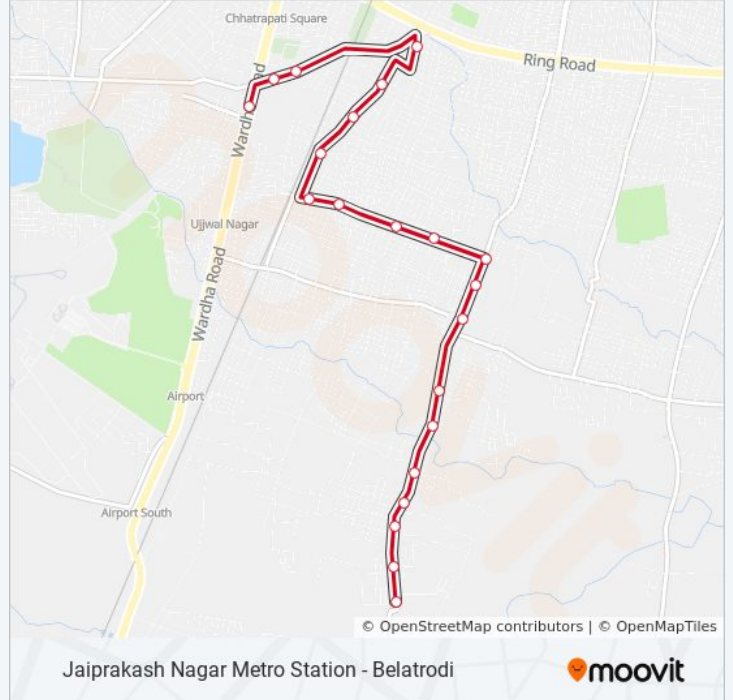 Chhatrapati Square
Ring Road
Wardha Road
Ujjwal Nagar
Wardha Road
Airport
Airport South
moovit
© OpenStreetMap contributors | © OpenMapTiles
Jaiprakash Nagar Metro Station - Belatrodi
moovit